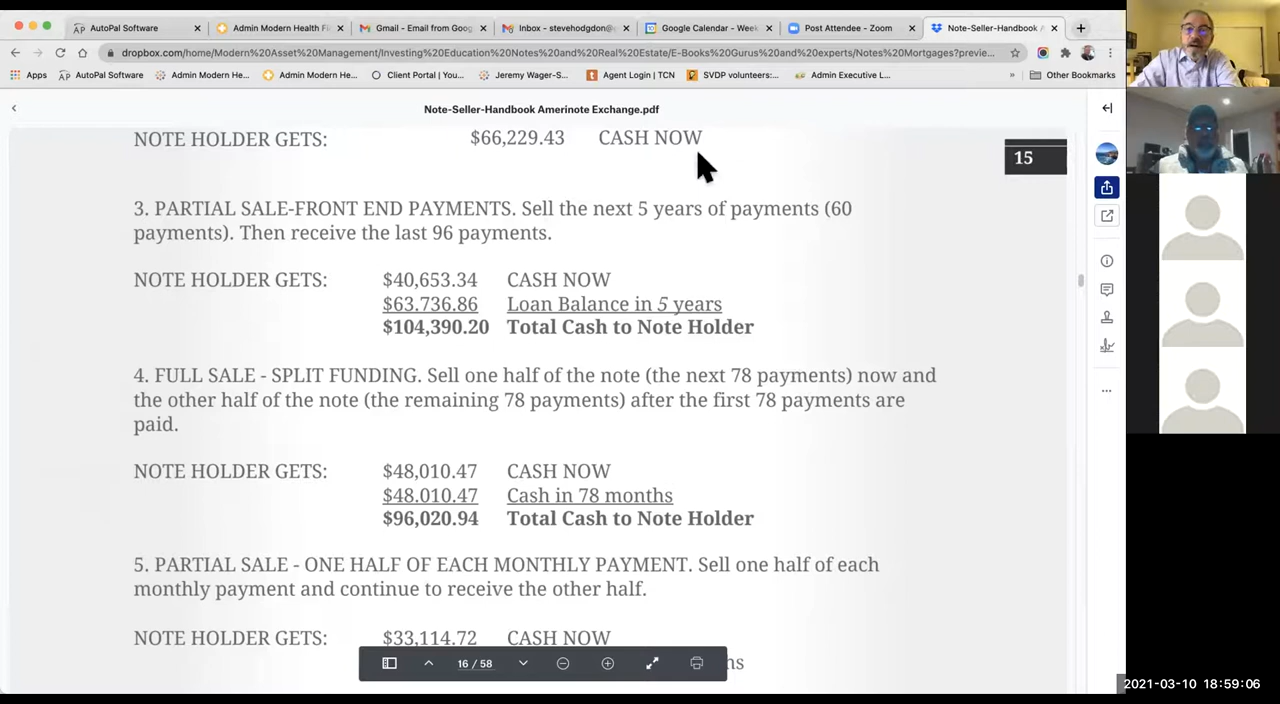 AutoPal Software
Admin Modern Health Fi
Gmail - Email from Goog
Inbox - stevehodgdon@
Google Calendar - Week
Post Attendee - Zoom
Note-Seller-Handbook A
dropbox.com/home/Modern%20Asset%20Management/Investing%20Education%20Notes%20and%20Real%20Estate/E-Books%20Gurus%20and%20experts/Notes%20Mortgages?previe...
Apps
AutoPal Software
Admin Modern He...
Admin Modern He...
Client Portal | You...
Jeremy Wager-S...
Agent Login | TCN
SVDP volunteers:...
Admin Executive L...
»
Other Bookmarks
Note-Seller-Handbook Amerinote Exchange.pdf
NOTE HOLDER GETS: $66,229.43 CASH NOW
15
3. PARTIAL SALE-FRONT END PAYMENTS. Sell the next 5 years of payments (60
payments). Then receive the last 96 payments.
NOTE HOLDER GETS: $40,653.34 CASH NOW
$63.736.86 Loan Balance in 5 years
$104,390.20 Total Cash to Note Holder
4. FULL SALE - SPLIT FUNDING. Sell one half of the note (the next 78 payments) now and
the other half of the note (the remaining 78 payments) after the first 78 payments are
paid.
NOTE HOLDER GETS: $48,010.47 CASH NOW
$48.010.47 Cash in 78 months
$96,020.94 Total Cash to Note Holder
5. PARTIAL SALE - ONE HALF OF EACH MONTHLY PAYMENT. Sell one half of each
monthly payment and continue to receive the other half.
NOTE HOLDER GETS: $33,114.72 CASH NOW
hs
16 / 58
2021-03-10 18:59:06